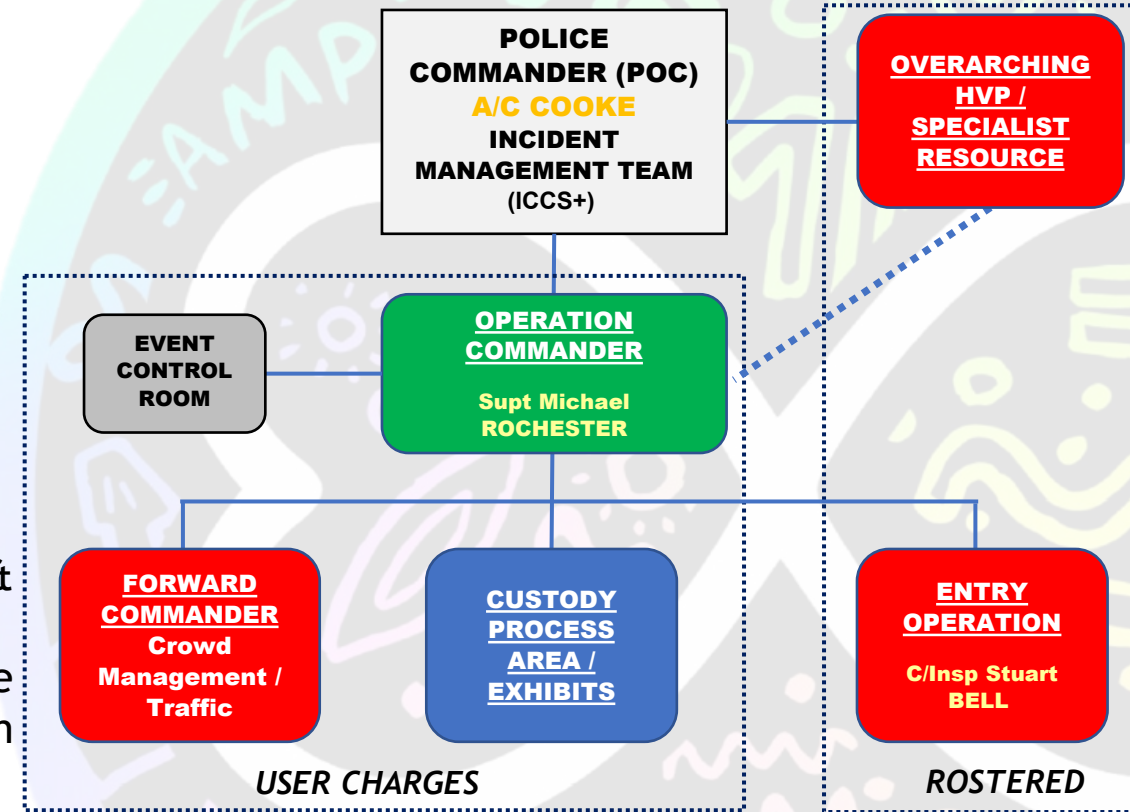 POLICE
COMMANDER (POC)
A/C COOKE
INCIDENT
MANAGEMENT TEAM
(ICCS+)
OVERARCHING
HVP /
SPECIALIST
RESOURCE
EVENT
CONTROL
ROOM
OPERATION
COMMANDER
Supt Michael
ROCHESTER
FORWARD
COMMANDER
Crowd
Management /
Traffic
CUSTODY
PROCESS
AREA /
EXHIBITS
ENTRY
OPERATION
C/Insp Stuart
BELL
USER CHARGES
ROSTERED